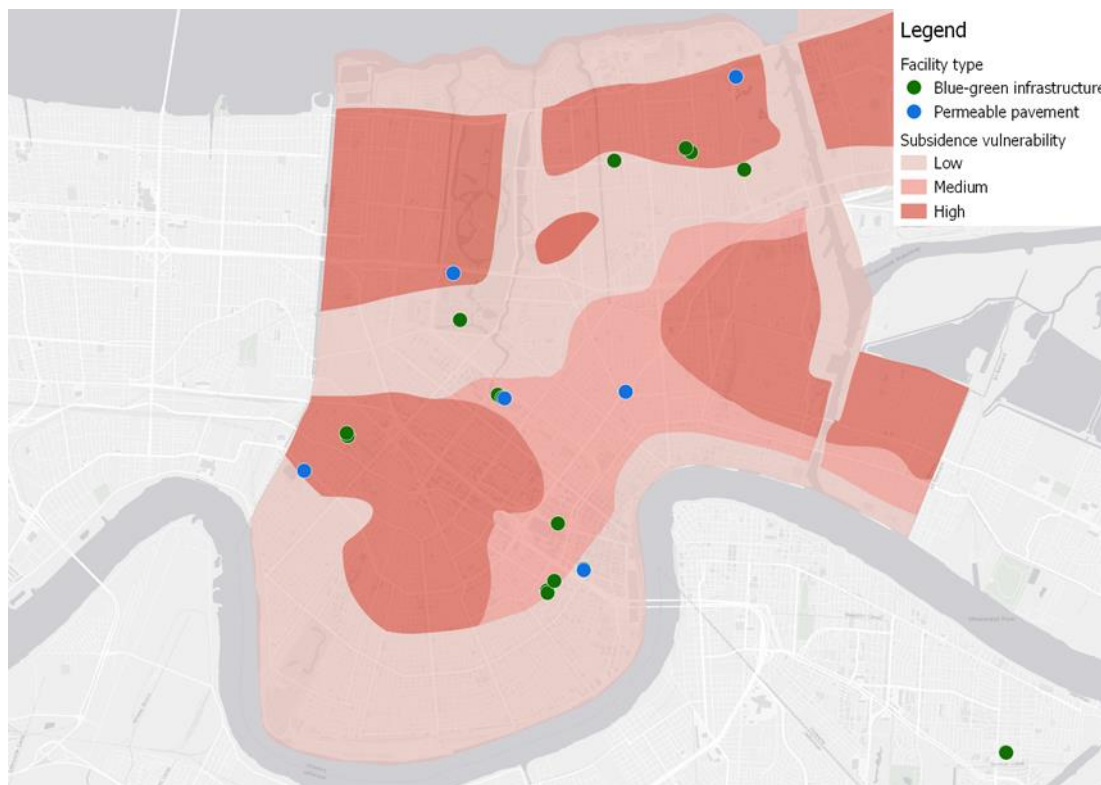 Legend
Facility type
Blue-green infrastructure
Permeable pavement
Subsidence vulnerability
Low
Medium
High